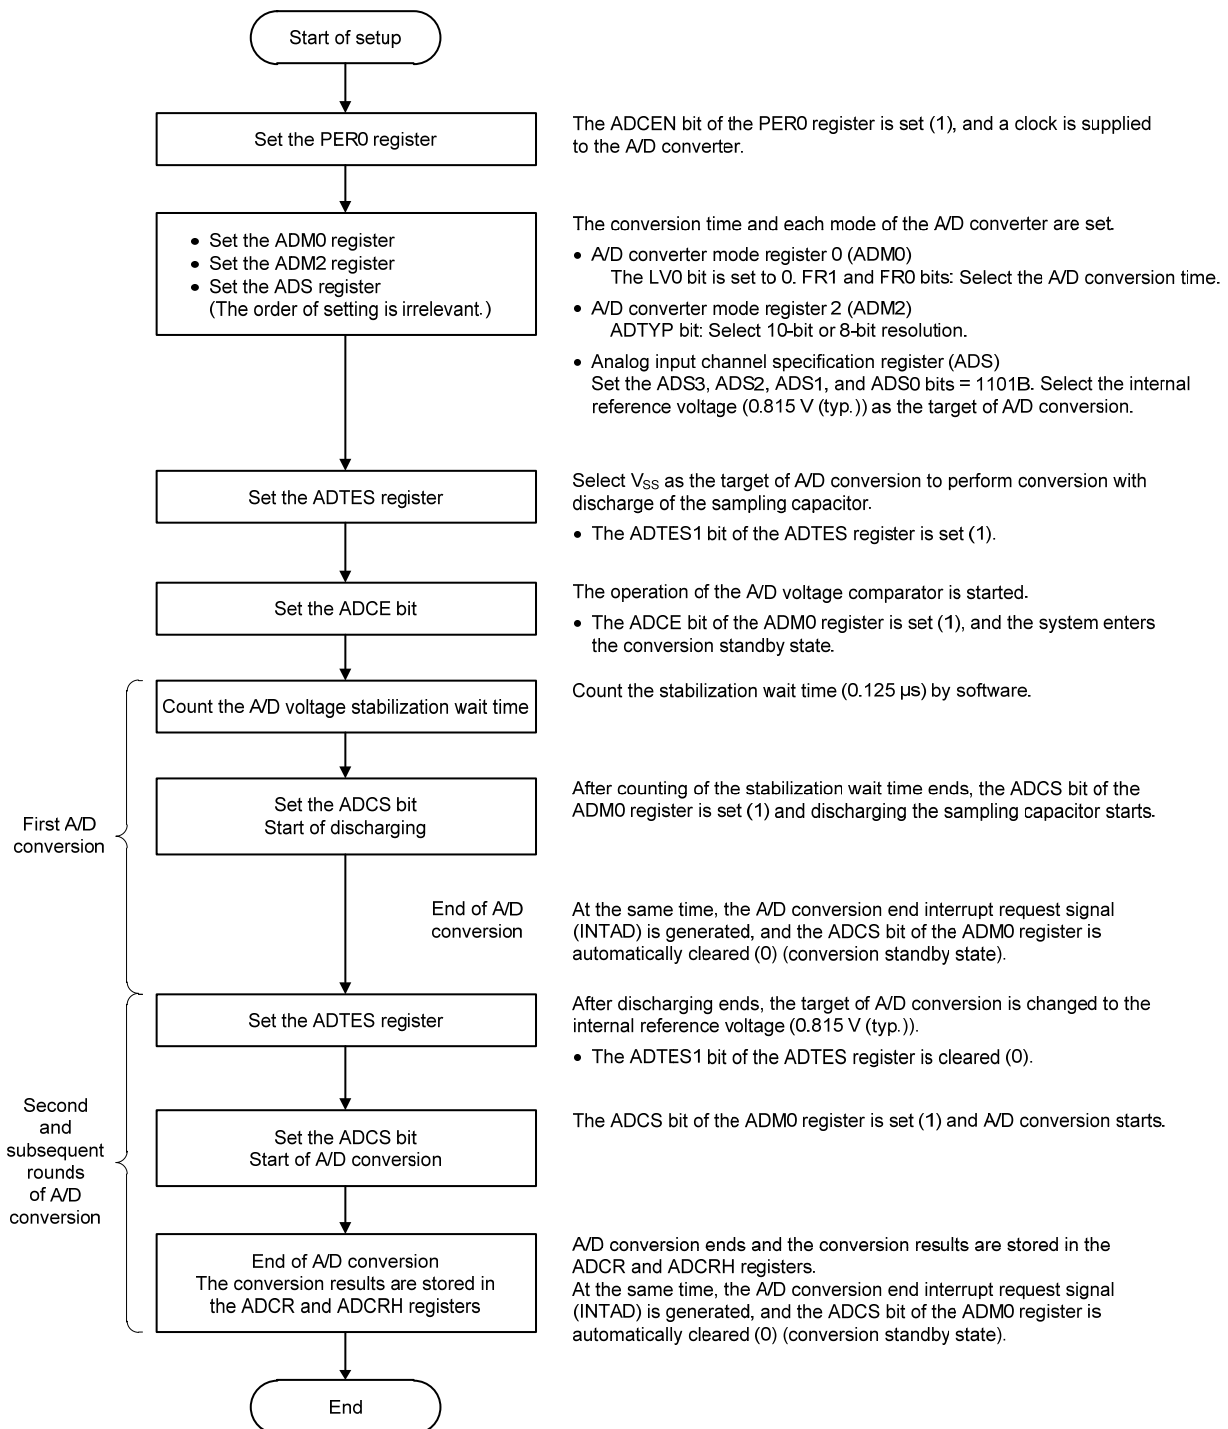 Start of setup
Set the PER0 register
The ADCEN bit of the PER0 register is set (1), and a clock is supplied
to the A/D converter.
• Set the ADM0 register
• Set the ADM2 register
• Set the ADS register
(The order of setting is irrelevant.)
The conversion time and each mode of the A/D converter are set.
• A/D converter mode register 0 (ADM0)
The LV0 bit is set to 0. FR1 and FR0 bits: Select the A/D conversion time.
• A/D converter mode register 2 (ADM2)
ADTYP bit: Select 10-bit or 8-bit resolution.
• Analog input channel specification register (ADS)
Set the ADS3, ADS2, ADS1, and ADS0 bits = 1101B. Select the internal
reference voltage (0.815 V (typ.)) as the target of A/D conversion.
Set the ADTES register
Select VSS as the target of A/D conversion to perform conversion with
discharge of the sampling capacitor.
• The ADTES1 bit of the ADTES register is set (1).
Set the ADCE bit
The operation of the A/D voltage comparator is started.
• The ADCE bit of the ADM0 register is set (1), and the system enters
the conversion standby state.
First A/D
conversion
Count the A/D voltage stabilization wait time
Count the stabilization wait time (0.125 µs) by software.
Set the ADCS bit
Start of discharging
After counting of the stabilization wait time ends, the ADCS bit of the
ADM0 register is set (1) and discharging the sampling capacitor starts.
End of A/D
conversion
At the same time, the A/D conversion end interrupt request signal
(INTAD) is generated, and the ADCS bit of the ADM0 register is
automatically cleared (0) (conversion standby state).
Second
and
subsequent
rounds
of A/D
conversion
Set the ADTES register
After discharging ends, the target of A/D conversion is changed to the
internal reference voltage (0.815 V (typ.)).
• The ADTES1 bit of the ADTES register is cleared (0).
Set the ADCS bit
Start of A/D conversion
The ADCS bit of the ADM0 register is set (1) and A/D conversion starts.
End of A/D conversion
The conversion results are stored in
the ADCR and ADCRH registers
A/D conversion ends and the conversion results are stored in the
ADCR and ADCRH registers.
At the same time, the A/D conversion end interrupt request signal
(INTAD) is generated, and the ADCS bit of the ADM0 register is
automatically cleared (0) (conversion standby state).
End